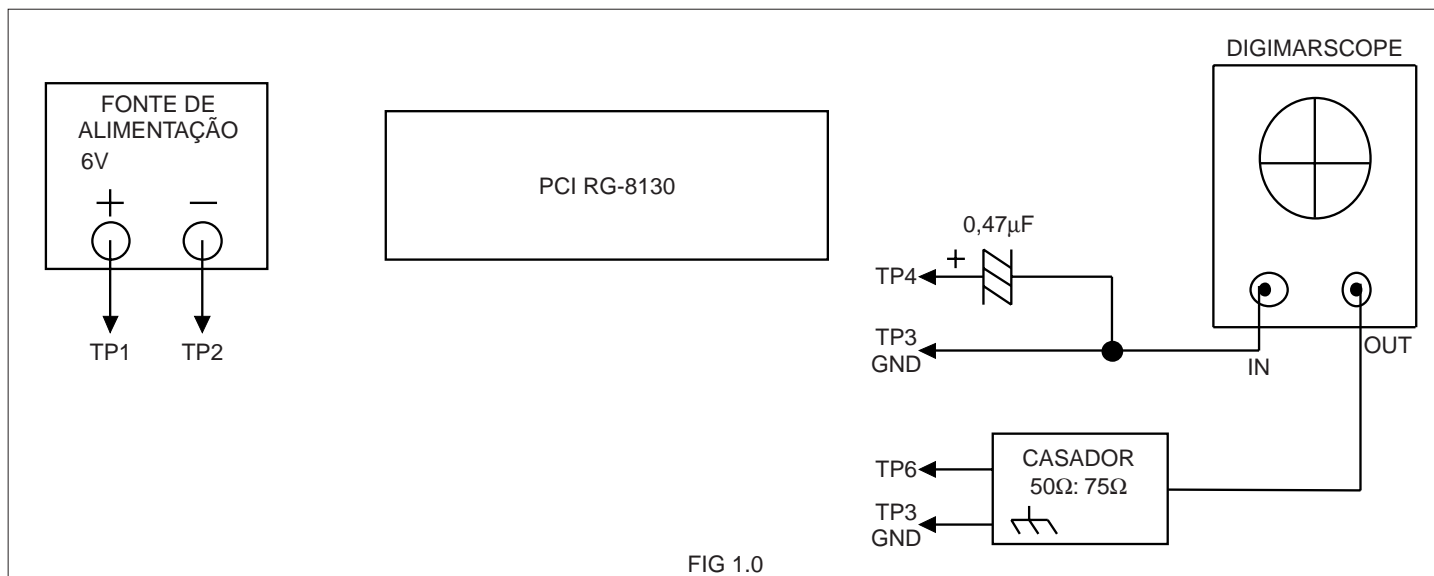 DIGIMARSCOPE
FONTE DE
ALIMENTAÇÃO
6V
+ −
TP1 TP2
PCI RG-8130
0,47µF
+
TP4
TP3
GND
IN
OUT
TP6
TP3
GND
CASADOR
50Ω: 75Ω
FIG 1.0